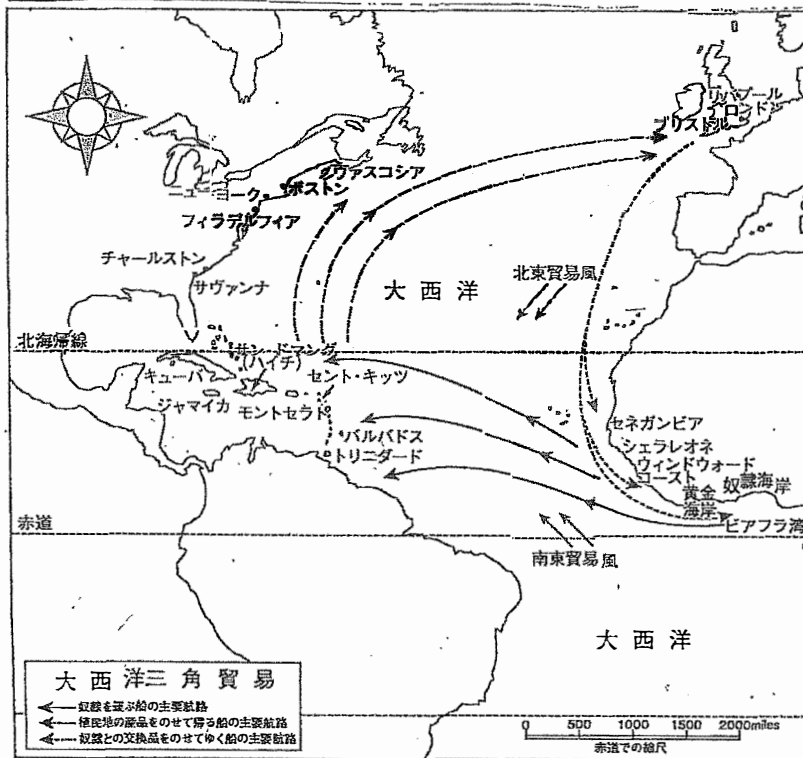 リバプール
ロンドン
ブリストル
ノヴァスコシア
ボストン
ニューヨーク
フィラデルフィア
チャールストン
サヴァンナ
大西洋
北東貿易風
北海帰線
サン・ドマング
(ハイチ)
キューバ
セント・キッツ
ジャマイカ
モントセラト
バルバドス
トリニダード
セネガンビア
シェラレオネ
ウィンドウォード
コースト
黄金
海岸
奴隷海岸
ビアフラ湾
赤道
南東貿易風
大西洋
大西洋三角貿易
奴隷を運ぶ船の主要航路
植民地の産品をのせて帰る船の主要航路
奴隷との交換品をのせてゆく船の主要航路
0 500 1000 1500 2000miles
赤道での縮尺